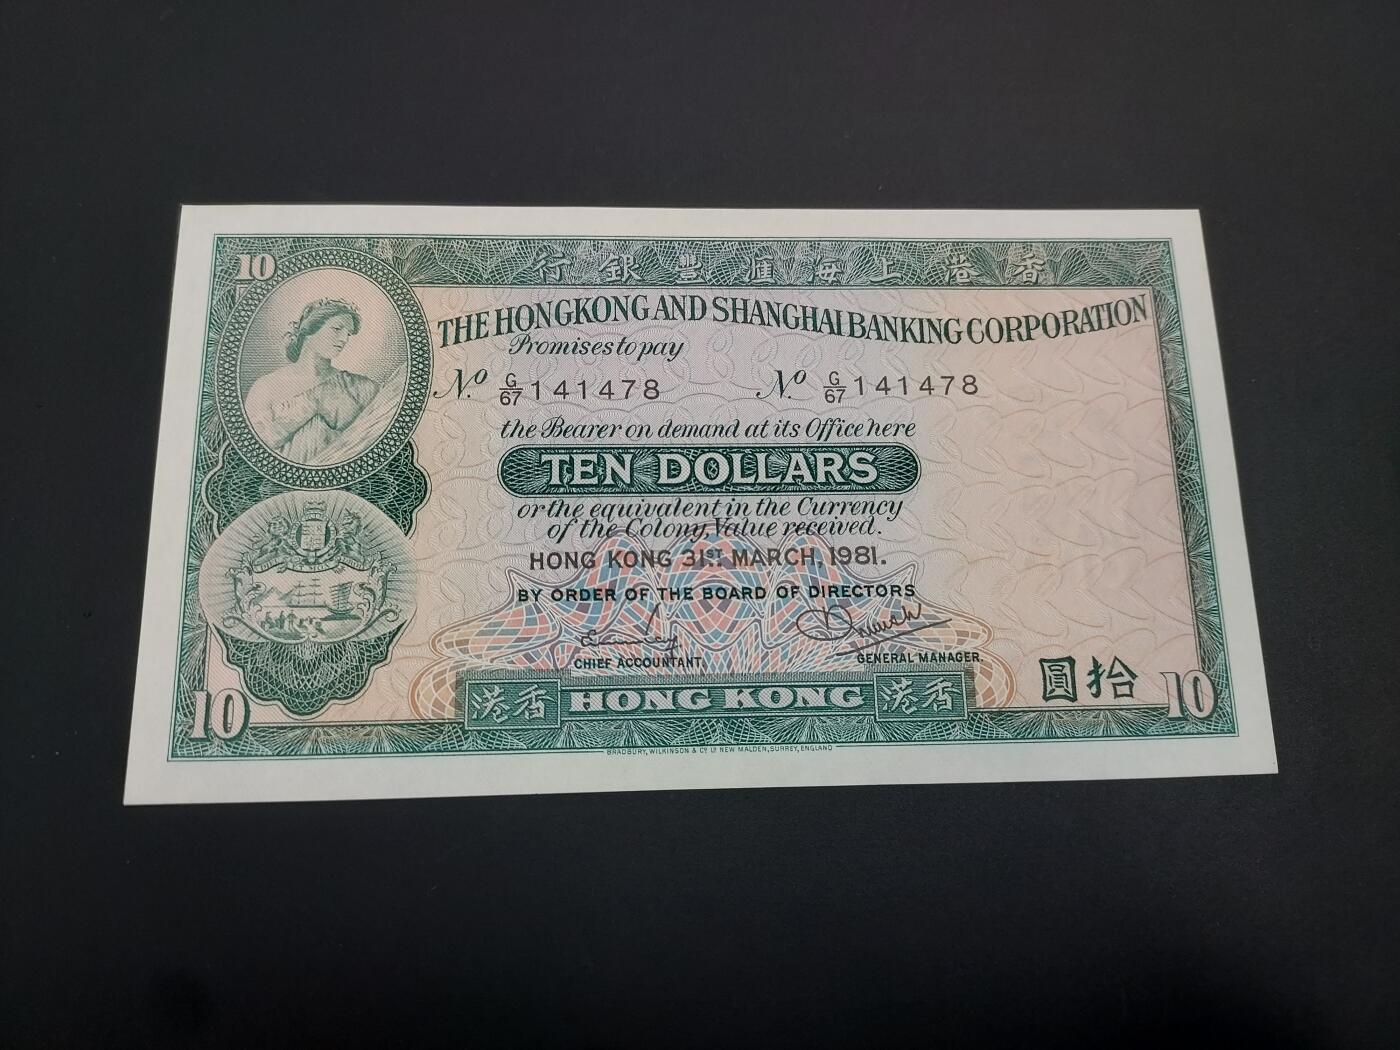 10
行銀豐滙海上港香
THE HONGKONG AND SHANGHAI BANKING CORPORATION
Promises to pay
No. G/67 141478 No. G/67 141478
the Bearer on demand at its Office here
TEN DOLLARS
or the equivalent in the Currency
of the Colony, Value received.
HONG KONG 31ST MARCH, 1981.
BY ORDER OF THE BOARD OF DIRECTORS
CHIEF ACCOUNTANT, GENERAL MANAGER.
圓拾
10 港香 HONG KONG 港香 10
BRADBURY, WILKINSON & Co. Ld. NEW MALDEN, SURREY, ENGLAND